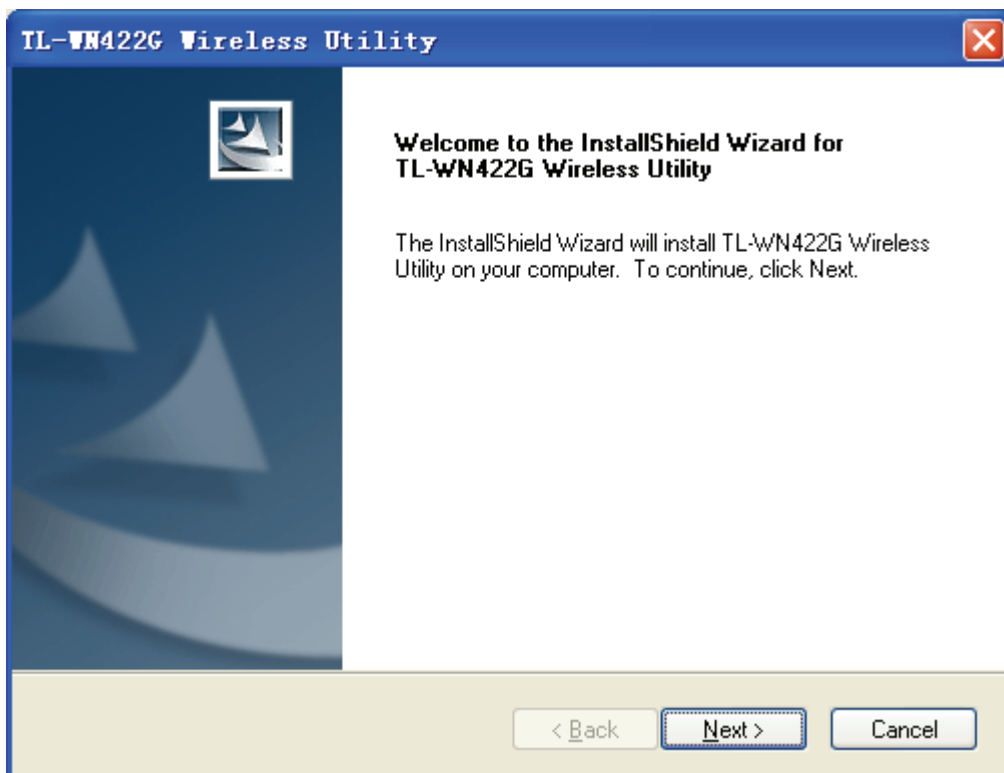 TL-WN422G Wireless Utility
Welcome to the InstallShield Wizard for
TL-WN422G Wireless Utility
The InstallShield Wizard will install TL-WN422G Wireless
Utility on your computer.  To continue, click Next.
< Back
Next >
Cancel